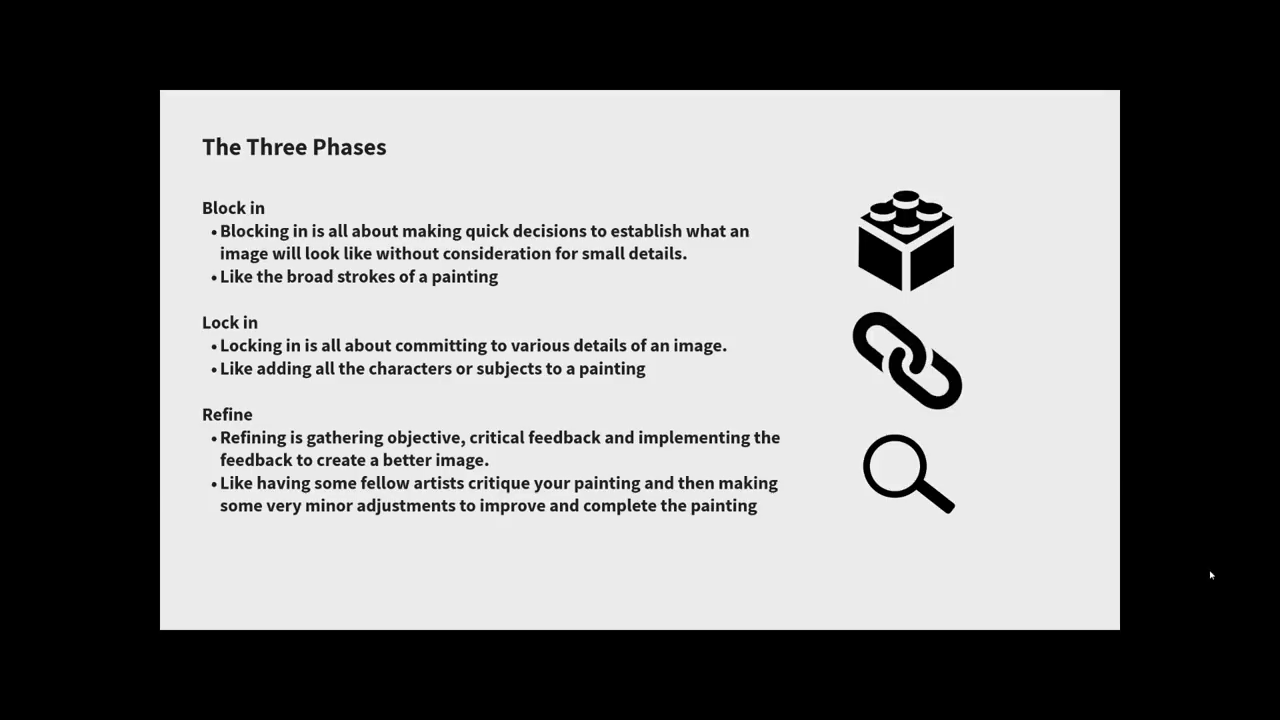 The Three Phases
Block in
• Blocking in is all about making quick decisions to establish what an
image will look like without consideration for small details.
• Like the broad strokes of a painting
Lock in
• Locking in is all about committing to various details of an image.
• Like adding all the characters or subjects to a painting
Refine
• Refining is gathering objective, critical feedback and implementing the
feedback to create a better image.
• Like having some fellow artists critique your painting and then making
some very minor adjustments to improve and complete the painting